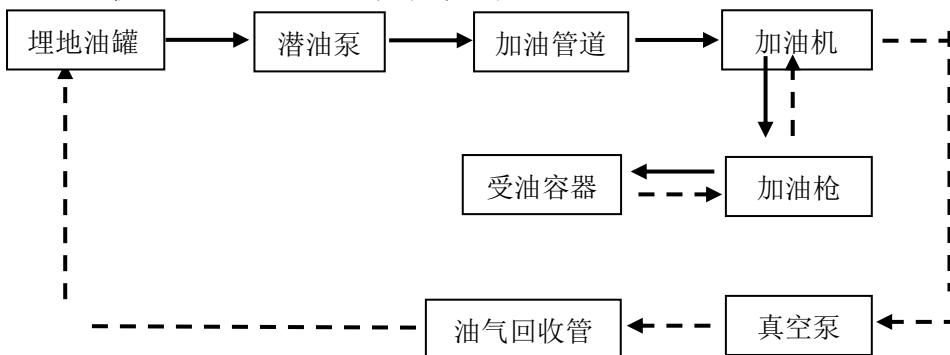 埋地油罐
潜油泵
加油管道
加油机
受油容器
加油枪
油气回收管
真空泵